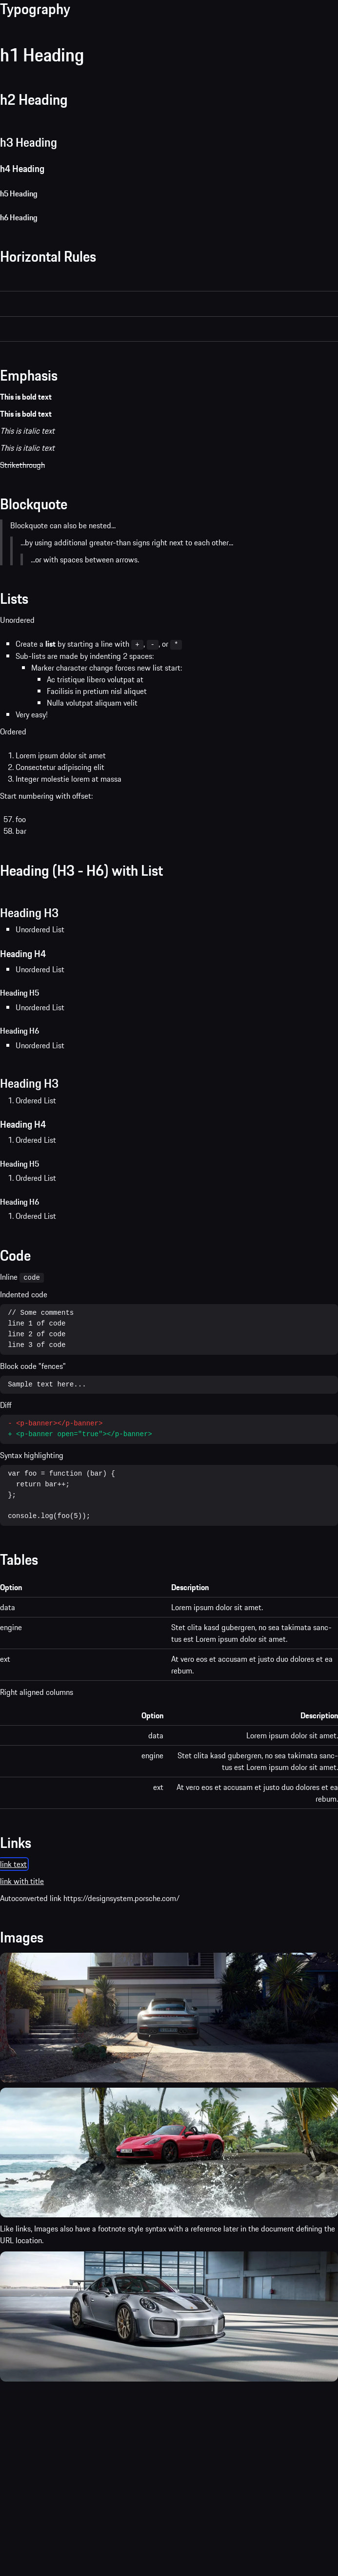 Typography
h1 Heading
h2 Heading
h3 Heading
h4 Heading
h5 Heading
h6 Heading
Horizontal Rules
Emphasis
This is bold text
This is bold text
This is italic text
This is italic text
Strikethrough
Blockquote
Blockquote can also be nested...
...by using additional greater-than signs right next to each other...
...or with spaces between arrows.
Lists
Unordered
Create a list by starting a line with +, -, or *
Sub-lists are made by indenting 2 spaces:
Marker character change forces new list start:
Ac tristique libero volutpat at
Facilisis in pretium nisl aliquet
Nulla volutpat aliquam velit
Very easy!
Ordered
1. Lorem ipsum dolor sit amet
2. Consectetur adipiscing elit
3. Integer molestie lorem at massa
Start numbering with offset:
57. foo
58. bar
Heading (H3 - H6) with List
Heading H3
Unordered List
Heading H4
Unordered List
Heading H5
Unordered List
Heading H6
Unordered List
Heading H3
1. Ordered List
Heading H4
1. Ordered List
Heading H5
1. Ordered List
Heading H6
1. Ordered List
Code
Inline code
Indented code
// Some comments
line 1 of code
line 2 of code
line 3 of code
Block code "fences"
Sample text here...
Diff
- <p-banner></p-banner>
+ <p-banner open="true"></p-banner>
Syntax highlighting
var foo = function (bar) {
  return bar++;
};
console.log(foo(5));
Tables
Option Description
data Lorem ipsum dolor sit amet.
engine Stet clita kasd gubergren, no sea takimata sanc-
tus est Lorem ipsum dolor sit amet.
ext At vero eos et accusam et justo duo dolores et ea
rebum.
Right aligned columns
Option Description
data Lorem ipsum dolor sit amet.
engine Stet clita kasd gubergren, no sea takimata sanc-
tus est Lorem ipsum dolor sit amet.
ext At vero eos et accusam et justo duo dolores et ea
rebum.
Links
link text
link with title
Autoconverted link https://designsystem.porsche.com/
Images
Like links, Images also have a footnote style syntax with a reference later in the document defining the
URL location.